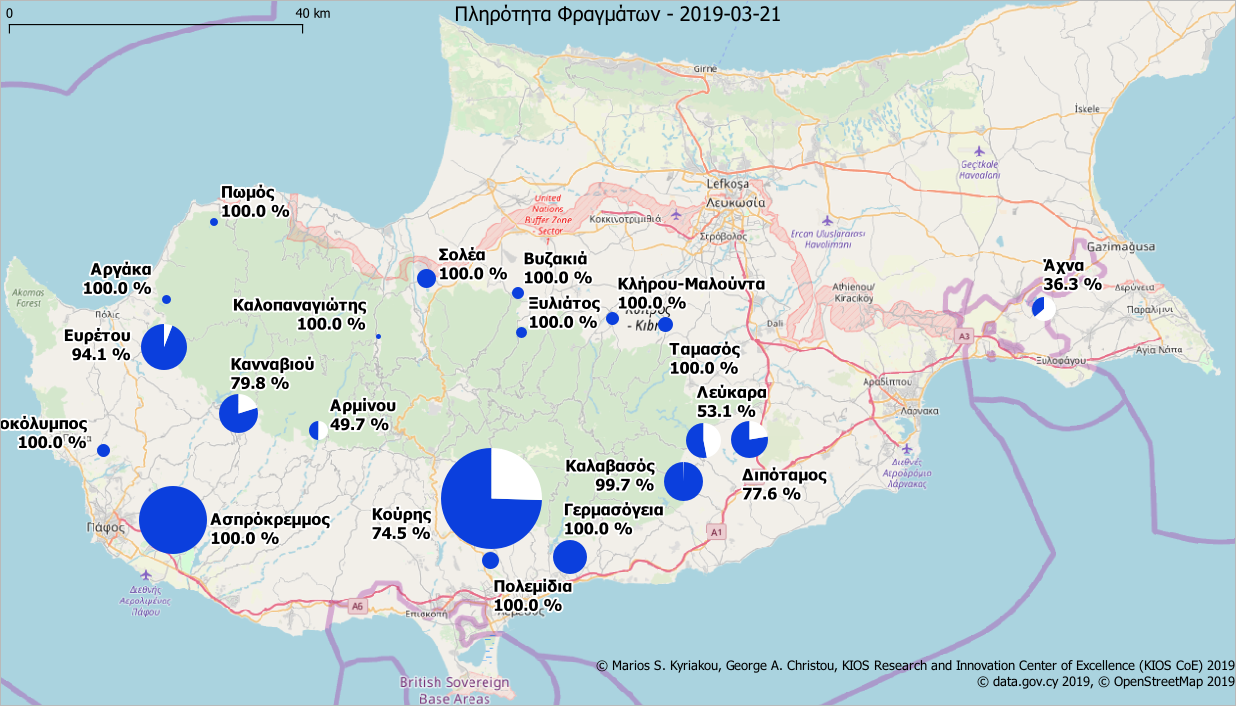 0 40 km
Πληρότητα Φραγμάτων - 2019-03-21
Girne
İskele
Geçitkale
Havaalanı
Lefkoşa
Λευκωσία
United
Nations
Buffer Zone
- Sector
Κοκκινοτριμιθιά
Στρόβολος
Ercan Uluslararası
Havolimanı
Gazimağusa
Πωμός
100.0 %
Σολέα
100.0 %
Βυζακιά
100.0 %
Άχνα
36.3 %
Αργάκα
100.0 %
Akamas
Forest
Πόλις
Καλοπαναγιώτης
100.0 %
Ξυλιάτος
100.0 %
Κλήρου-Μαλούντα
100.0 %
- Kıbrıs
Dali
Athienou/
Kiracıköy
Δερύνεια
Παραλίμνι
A3
Αγία Νάπα
Ξυλοφάγου
Ευρέτου
94.1 %
Κανναβιού
79.8 %
Ταμασός
100.0 %
Λεύκαρα
53.1 %
Αραδίππου
Λάρνακα
Αρμίνου
49.7 %
οκόλυμπος
100.0 %
Καλαβασός
99.7 %
Διπόταμος
77.6 %
Διεθνές
Αεροδρόμιο
Λάρνακας
Πάφος
Ασπρόκρεμμος
100.0 %
Κούρης
74.5 %
Γερμασόγεια
100.0 %
A1
Διεθνής
Αερολιμένας
Πάφου
Πολεμίδια
100.0 %
A6
Επισκοπή
Λεμεσός
British Sovereign
Base Areas
© Marios S. Kyriakou, George A. Christou, KIOS Research and Innovation Center of Excellence (KIOS CoE) 2019
© data.gov.cy 2019, © OpenStreetMap 2019